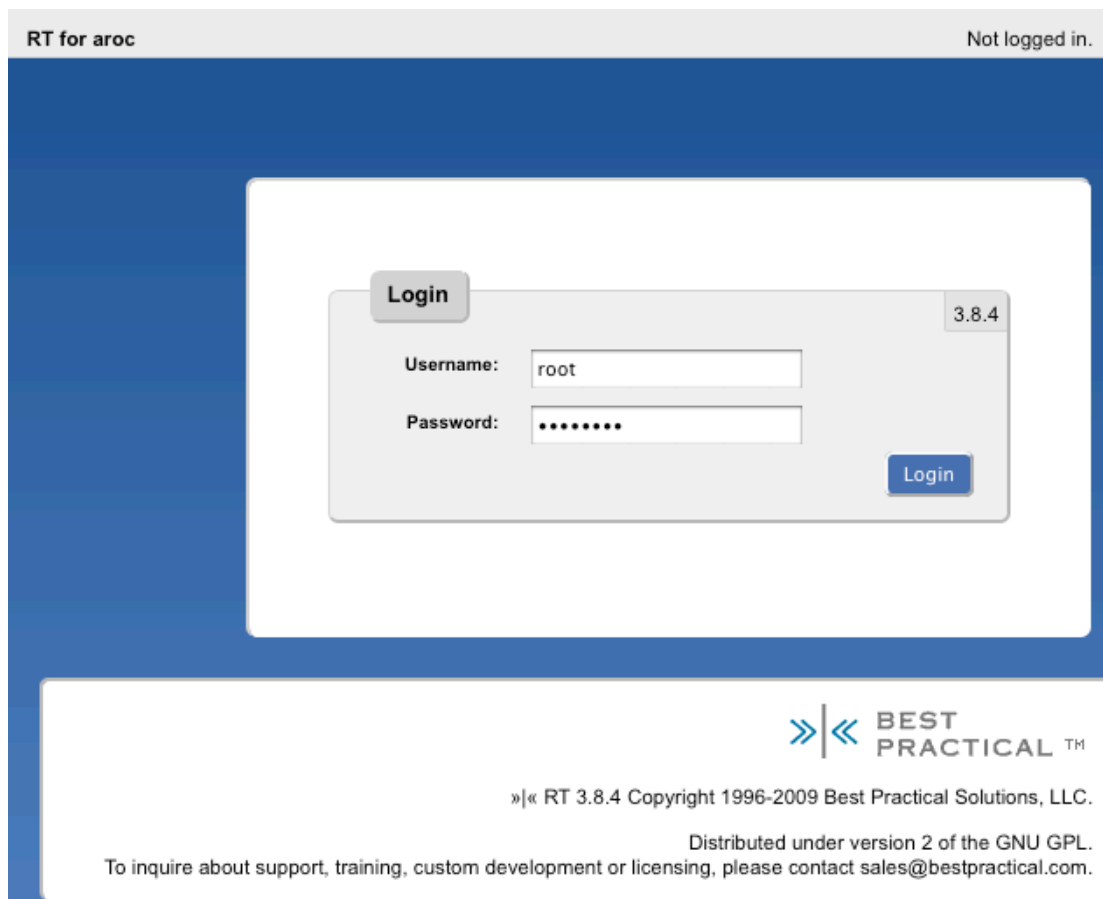 RT for aroc
Not logged in.
Login
3.8.4
Username:
root
Password:
••••••••
Login
»|« BEST
PRACTICAL ™
»|« RT 3.8.4 Copyright 1996-2009 Best Practical Solutions, LLC.
Distributed under version 2 of the GNU GPL.
To inquire about support, training, custom development or licensing, please contact sales@bestpractical.com.